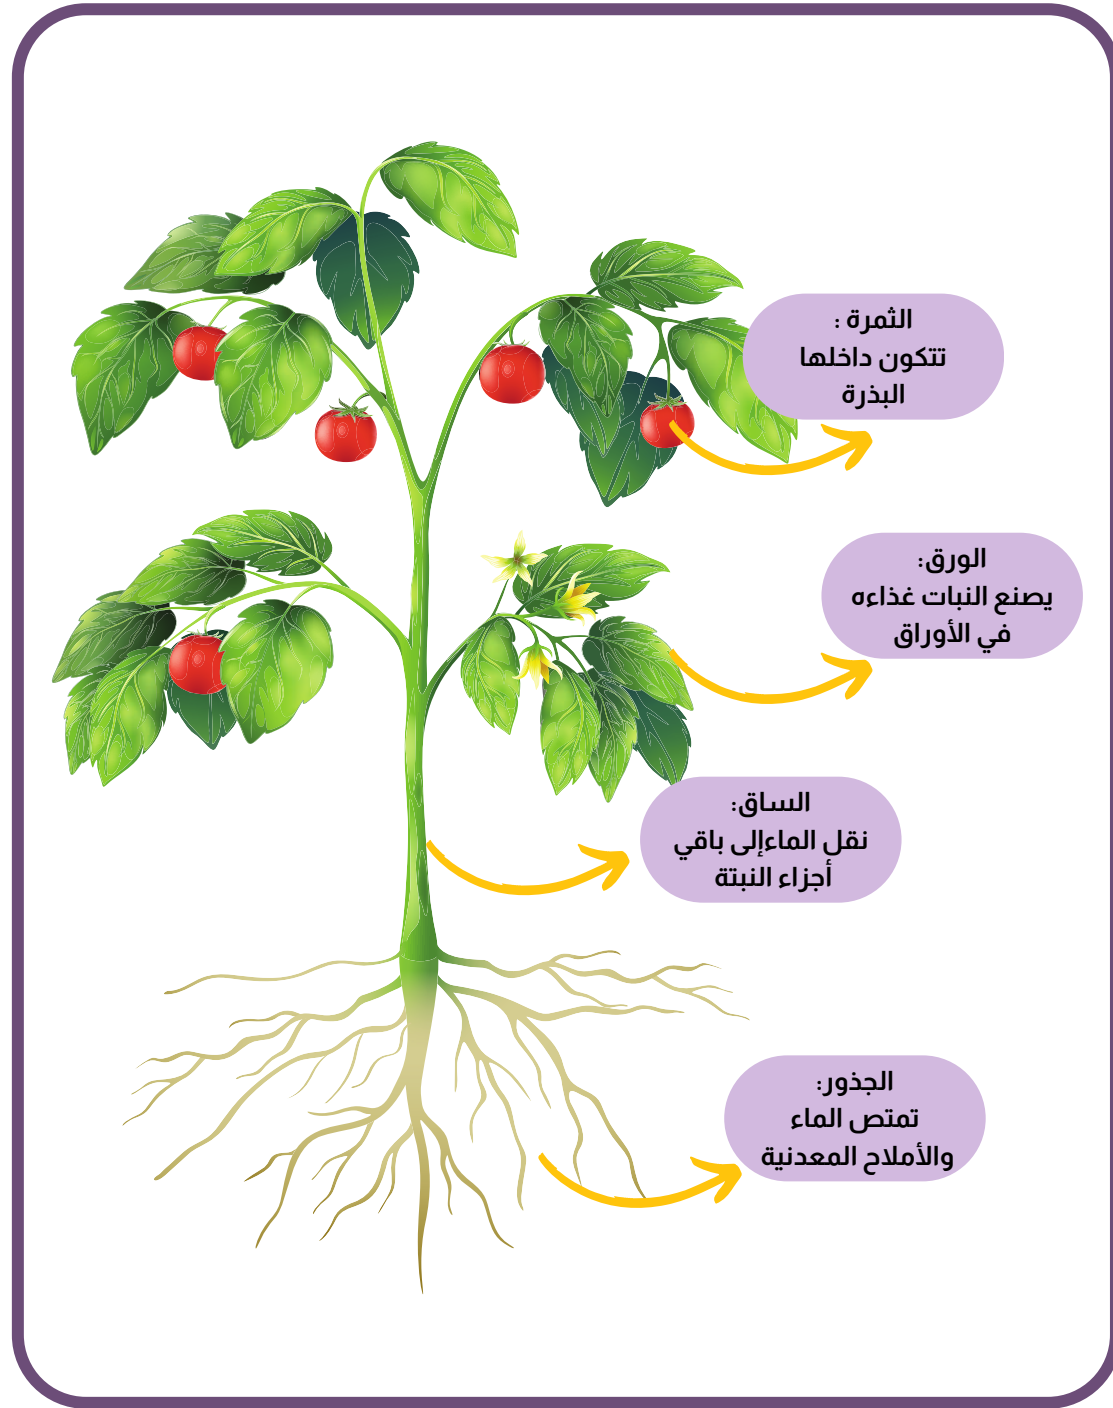 الثمرة :
تتكون داخلها
البذرة
الورق:
يصنع النبات غذاءه
في الأوراق
الساق:
نقل الماءإلى باقي
أجزاء النبتة
الجذور:
تمتص الماء
والأملاح المعدنية